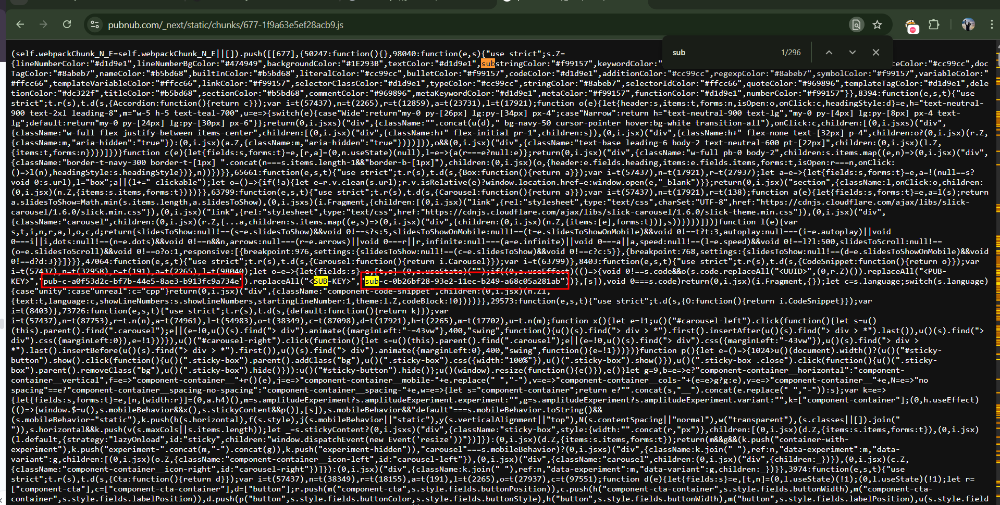 pubnub.com/_next/static/chunks/677-1f9a63e5ef28acb9.js
sub 1/296
(self.webpackChunk_N_E=self.webpackChunk_N_E||[]).push([[677],{50247:function(){},98040:function(e,s){"use strict";s.Z=
{lineNumberColor:"#d1d9e1",lineNumberBgColor:"#474949",backgroundColor:"#1E293B",textColor:"#d1d9e1",substringColor:"#f99157",keywordColor:" teColor:"#cc99cc",doc
TagColor:"#8abeb7",nameColor:"#b5bd68",builtInColor:"#b5bd68",literalColor:"#cc99cc",bulletColor:"#f99157",codeColor:"#d1d9e1",additionColor:"#cc99cc",regexpColor:"#8abeb7",symbolColor:"#f99157",variableColor:"
#ffcc66",templateVariableColor:"#ffcc66",linkColor:"#f99157",selectorClassColor:"#d1d9e1",typeColor:"#cc99cc",stringColor:"#8abeb7",selectorIdColor:"#ffcc66",quoteColor:"#969896",templateTagColor:"#d1d9e1",dele
tionColor:"#dc322f",titleColor:"#b5bd68",sectionColor:"#b5bd68",commentColor:"#969896",metaKeywordColor:"#d1d9e1",metaColor:"#f99157",functionColor:"#d1d9e1",numberColor:"#f99157"}},8394:function(e,s,t){"use
strict";t.r(s),t.d(s,{Accordion:function(){return c}});var i=t(57437),n=t(2265),r=t(12859),a=t(23731),l=t(17921);function o(e){let{header:s,items:t,forms:n,isOpen:o,onClick:c,headingStyle:d}=e,h="text-neutral-
900 text-2xl leading-8",m="w-5 h-5 text-teal-700",u=e=>{switch(e){case"Wide":return"my-0 py-[26px] lg:py-[34px] px-4";case"Narrow":return h="text-neutral-900 text-lg","my-0 py-[4px] lg:py-[8px] px-4 text-
lg";default:return"my-0 py-[24px] lg:py-[30px] px-6"}};return(0,i.jsxs)("div",{className:"".concat(u(d)," bg-navy-50 cursor-pointer hover:bg-white transition-all"),onClick:c,children:[(0,i.jsxs)("div",
{className:"w-full flex justify-between items-center",children:[(0,i.jsx)("div",{className:h+" flex-initial pr-1",children:s}),(0,i.jsx)("div",{className:h+" flex-none text-[32px] p-4",children:o?(0,i.jsx)(r.Z,
{className:m,"aria-hidden":"true"}):(0,i.jsx)(a.Z,{className:m,"aria-hidden":"true"})})]}),o&&(0,i.jsx)("div",{className:"text-base leading-6 body-2 text-neutral-600 pt-[22px]",children:(0,i.jsx)(l.Z,
{items:t,forms:n})})]})}function c(e){let{fields:s,forms:t}=e,[r,a]=(0,n.useState)(null),l=e=>{a(r===e?null:e)};return(0,i.jsx)("div",{className:"w-full pb-0 body-2",children:s.items.map((e,n)=>(0,i.jsx)("div",
{className:"border-t-navy-300 border-t-[1px] ".concat(n===s.items.length-1&&"border-b-[1px]"),children:(0,i.jsx)(o,{header:e.fields.heading,items:e.fields.items,forms:t,isOpen:r===n,onClick:
()=>l(n),headingStyle:s.headingStyle})},n))})}},65661:function(e,s,t){"use strict";t.r(s),t.d(s,{Box:function(){return a}});var i=t(57437),n=t(17921),r=t(27937);let a=e=>{let{fields:s,forms:t}=e,a=!(null==s?
void 0:s.url),l="box";a||(l+=" clickable");let o=()=>{if(!a){let e=r.v.clean(s.url);r.v.isRelative(e)?window.location.href=e:window.open(e,"_blank")}};return(0,i.jsx)("section",{className:l,onClick:o,children:
(0,i.jsx)(n.Z,{items:s.items,forms:t})})}},63799:function(e,s,t){"use strict";t.r(s),t.d(s,{Carousel:function(){return a}});var i=t(57437),n=t(17921),r=t(138);function a(e){let{fields:s,forms:t}=e,a=l(s);return
a.slidesToShow=Math.min(s.items.length,a.slidesToShow),(0,i.jsxs)(i.Fragment,{children:[(0,i.jsx)("link",{rel:"stylesheet",type:"text/css",charSet:"UTF-8",href:"https://cdnjs.cloudflare.com/ajax/libs/slick-
carousel/1.6.0/slick.min.css"}),(0,i.jsx)("link",{rel:"stylesheet",type:"text/css",href:"https://cdnjs.cloudflare.com/ajax/libs/slick-carousel/1.6.0/slick-theme.min.css"}),(0,i.jsx)("div",
{className:"carousel",children:(0,i.jsx)(r.Z,{...a,children:s.items.map((e,s)=>(0,i.jsx)("div",{children:(0,i.jsx)(n.Z,{items:[e],forms:t})},s))})})]})}function l(e){var
s,t,i,n,r,a,l,o,c,d;return{slidesToShow:null!==(s=e.slidesToShow)&&void 0!==s?s:5,slidesToShowOnMobile:null!==(t=e.slidesToShowOnMobile)&&void 0!==t?t:3,autoplay:null===(i=e.autoplay)||void
0===i||i,dots:null!==(n=e.dots)&&void 0!==n&&n,arrows:null===(r=e.arrows)||void 0===r||r,infinite:null===(a=e.infinite)||void 0===a||a,speed:null!==(l=e.speed)&&void 0!==l?l:500,slidesToScroll:null!==
(o=e.slidesToScroll)&&void 0!==o?o:1,responsive:[{breakpoint:976,settings:{slidesToShow:null!==(c=e.slidesToShow)&&void 0!==c?c:5}},{breakpoint:768,settings:{slidesToShow:null!==(d=e.slidesToShowOnMobile)&&void
0!==d?d:3}}]}}},47064:function(e,s,t){"use strict";t.r(s),t.d(s,{Carousel:function(){return i.Carousel}});var i=t(63799)},8403:function(e,s,t){"use strict";t.r(s),t.d(s,{CodeSnippet:function(){return o}});var
i=t(57437),n=t(32958),r=t(191),a=t(2265),l=t(98040);let o=e=>{let{fields:s}=e,[t,o]=(0,a.useState)("");if((0,a.useEffect)(()=>{void 0!==s.code&&o(s.code.replaceAll("<UUID>",(0,r.Z)()).replaceAll("<PUB-
KEY>","pub-c-a0f53d2c-bf7b-44e5-8ae3-b913fc9a734e").replaceAll("<SUB-KEY>","sub-c-0b26bf28-93e2-11ec-b249-a68c05a281ab"))},[s]),void 0===s.code)return(0,i.jsx)(i.Fragment,{});let c=s.language;switch(s.language)
{case"unity":case"unreal":c="cpp"}return(0,i.jsx)("div",{className:"component-code-snippet",children:(0,i.jsx)(n.Zl,
{text:t,language:c,showLineNumbers:s.showLineNumbers,startingLineNumber:1,theme:l.Z,codeBlock:!0})})}},29573:function(e,s,t){"use strict";t.d(s,{O:function(){return i.CodeSnippet}});var
i=t(8403)},73726:function(e,s,t){"use strict";t.r(s),t.d(s,{default:function(){return k}});var
i=t(57437),n=t(87753),r=t.n(n),a=t(74961),l=t(54983),o=t(38349),c=t(87098),d=t(17921),h=t(2265),m=t(17702),u=t.n(m);function x(){let e=!1;u()("#carousel-left").click(function(){let s=u()
(this).parent().find(".carousel");e||(e=!0,u()(s).find("> div").animate({marginLeft:"-=43vw"},400,"swing",function(){u()(s).find("> div > *").first().insertAfter(u()(s).find("> div > *").last()),u()(s).find(">
div").css({marginLeft:0}),e=!1}))}),u()("#carousel-right").click(function(){let s=u()(this).parent().find(".carousel");e||(e=!0,u()(s).find("> div").css({marginLeft:"-43vw"}),u()(s).find("> div >
*").last().insertBefore(u()(s).find("> div > *").first()),u()(s).find("> div").animate({marginLeft:0},400,"swing",function(){e=!1}))})}function p(){let e=()=>{1024>u()(document).width()?(u()("#sticky-
button").show().click(function(){u()(".sticky-box").parent().addClass("bg"),u()(".sticky-box").css({width:"100%"}),u()(".sticky-box").show()}),u()(".sticky-box .close").click(function(){u()(".sticky-
box").parent().removeClass("bg"),u()(".sticky-box").hide()})):u()("#sticky-button").hide()};u()(window).resize(function(){e()}),e()}let g=9,b=e=>e?"component-container__horizontal":"component-
container__vertical",f=e=>"component-container__"+r()(e),j=e=>"component-container__mobile-"+e.replace(" ","-"),v=e=>"component-container__cols-"+(e=e>g?g:e),y=e=>"component-container__"+e,N=e=>"no
spacing"==e?"component-container__spacing-no-spacing":"component-container__spacing-"+e,w=e=>{let s="component-container";return e?"".concat(s,"__").concat(e.replace(" ","-")):s};var k=e=>
{let{fields:s,forms:t}=e,[n,{width:r}]=(0,a.h4)(),m=s.amplitudeExperiment?s.amplitudeExperiment.experiment:"",g=s.amplitudeExperiment?s.amplitudeExperiment.variant:"",k=["component-container"];(0,h.useEffect)
(()=>{window.$=u(),s.mobileBehavior&&x(),s.stickyContent&&p()},[s]),s.mobileBehavior&&"default"===s.mobileBehavior.toString()&&
(s.mobileBehavior="static"),k.push(b(s.horizontal),f(s.style),j(s.mobileBehavior||"static"),y(s.verticalAlignment||"top"),N(s.contentSpacing||"normal"),w("transparent"),(s.classes||[]).join("
")),s.horizontal&&k.push(v(s.maxCols||s.items.length));let _=s.stickyContent?(0,i.jsxs)("div",{className:"sticky-box",style:{width:"".concat(r,"px")},children:[(0,i.jsx)(d.Z,{items:s.items,forms:t}),(0,i.jsx)
(l.default,{strategy:"lazyOnload",id:"sticky",children:"window.dispatchEvent(new Event('resize'))"})]}):(0,i.jsx)(d.Z,{items:s.items,forms:t});return(m&&g&&(k.push("container-with-
experiment"),k.push("experiment-".concat(m,"-").concat(g)),k.push("experiment-hidden")),"carousel"===s.mobileBehavior)?(0,i.jsxs)("div",{className:k.join(" "),ref:n,"data-experiment":m,"data-
variant":g,children:[(0,i.jsx)(o.Z,{className:"component-container__icon-left",id:"carousel-left"}),(0,i.jsx)("div",{className:"carousel",children:(0,i.jsx)("div",{children:_})}),(0,i.jsx)(c.Z,
{className:"component-container__icon-right",id:"carousel-right"})]}):(0,i.jsx)("div",{className:k.join(" "),ref:n,"data-experiment":m,"data-variant":g,children:_})}},3974:function(e,s,t){"use
strict";t.r(s),t.d(s,{Cta:function(){return d}});var i=t(57437),n=t(38349),r=t(18155),a=t(191),l=t(2265),o=t(27937),c=t(97551);function d(e){let{fields:s}=e,[t,n]=(0,l.useState)(!1);(0,l.useState)(!1);let r=
["component-cta"],c=["component-cta-container"],d=["button"];r.push(m("component-cta",s.style.fields.buttonPosition)),c.push(h("component-cta-container",s.style.fields.buttonWidth),m("component-cta-
container",s.style.fields.labelPosition)),d.push(p("button",s.style.fields.buttonColor,s.style.fields.buttonStyle),h("button",s.style.fields.buttonWidth),m("button",s.style.fields.labelPosition),u(s.style.field